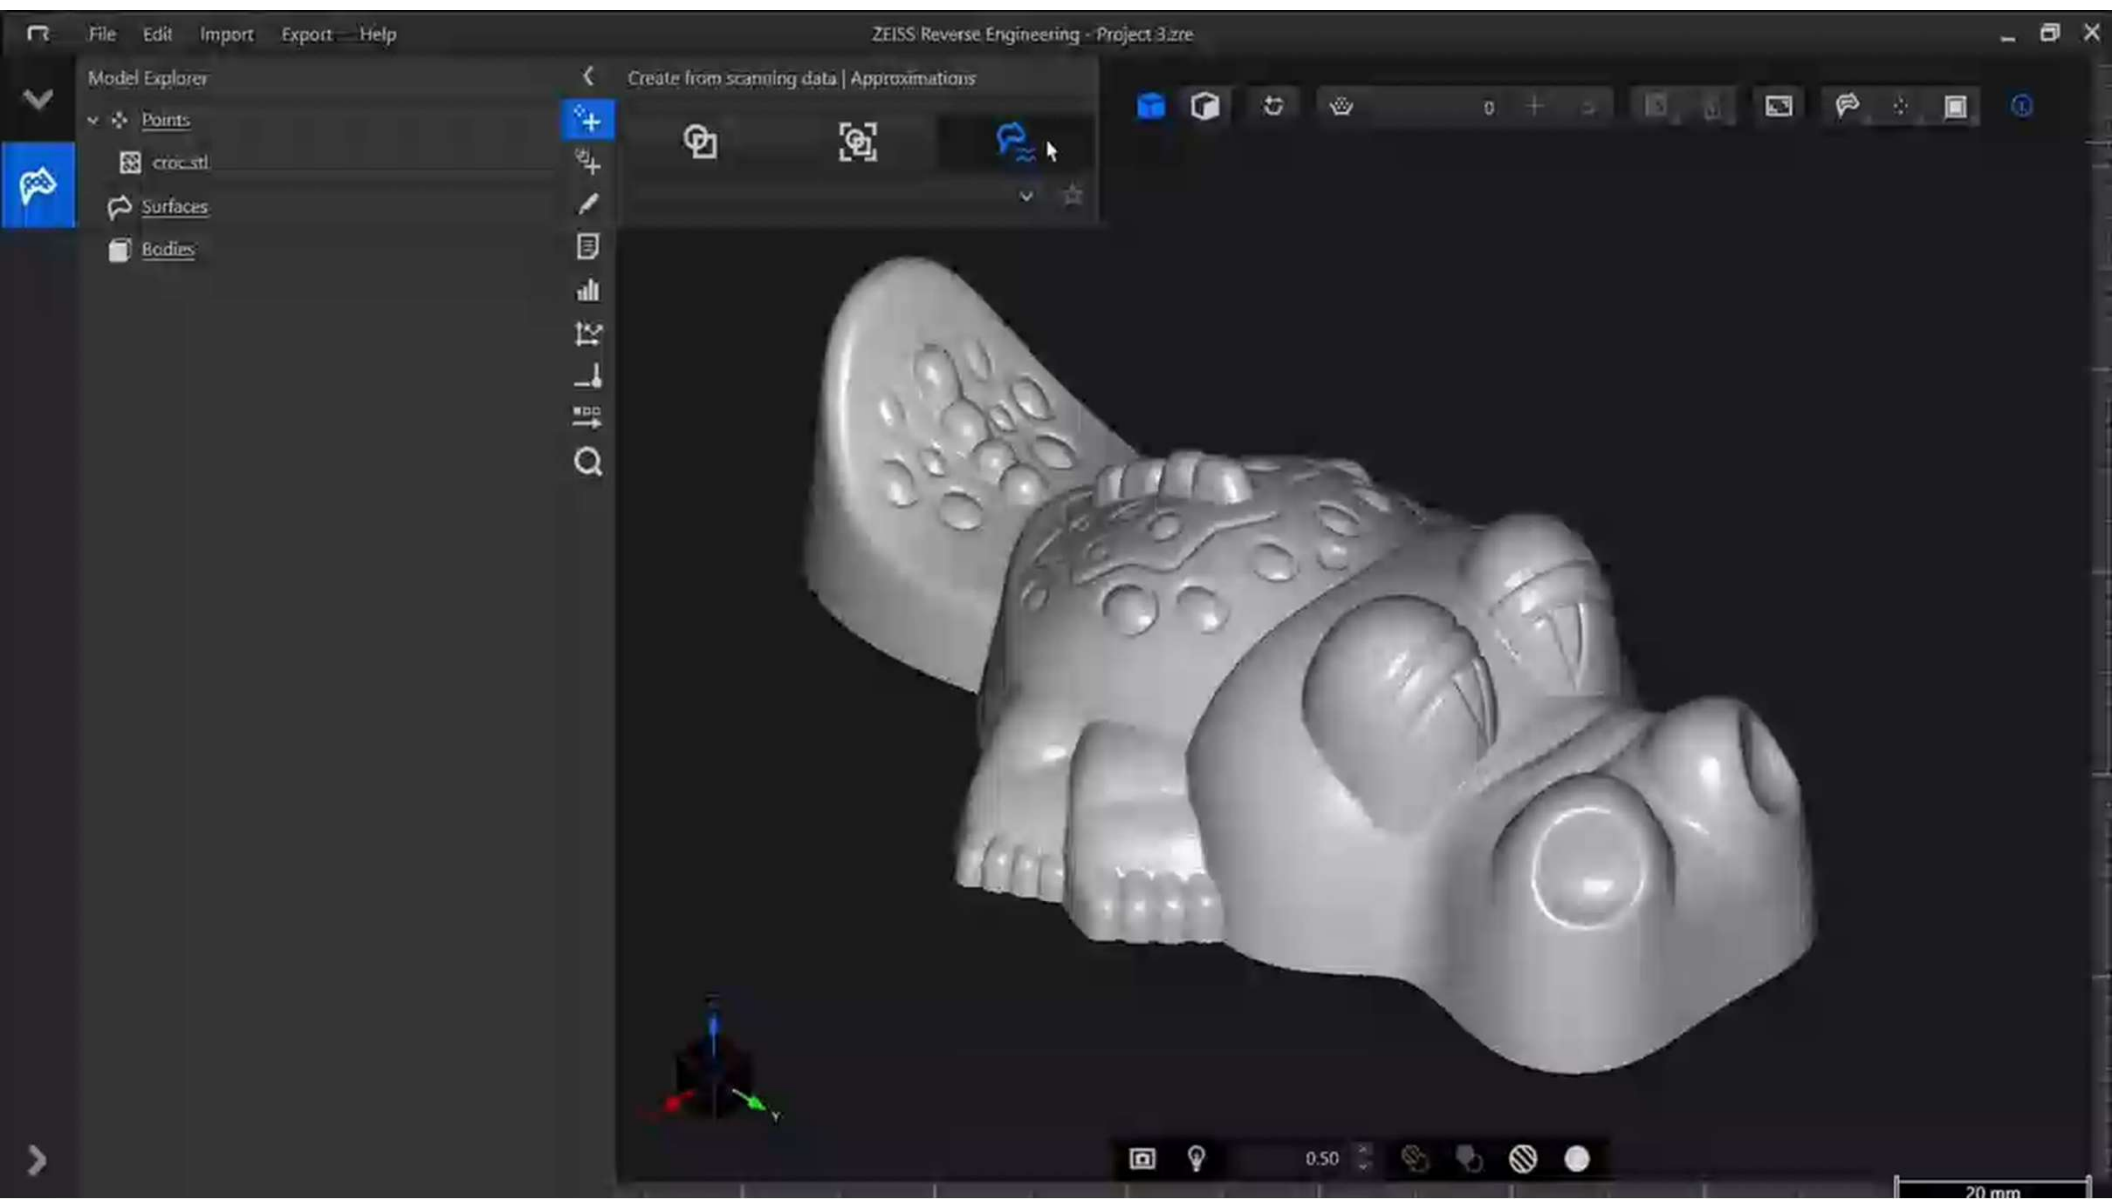 File Edit Import Export Help
ZEISS Reverse Engineering - Project 3.zre
Model Explorer
Create from scanning data | Approximations
Points
croc.stl
Surfaces
Bodies
0
Y
0.50
20 mm